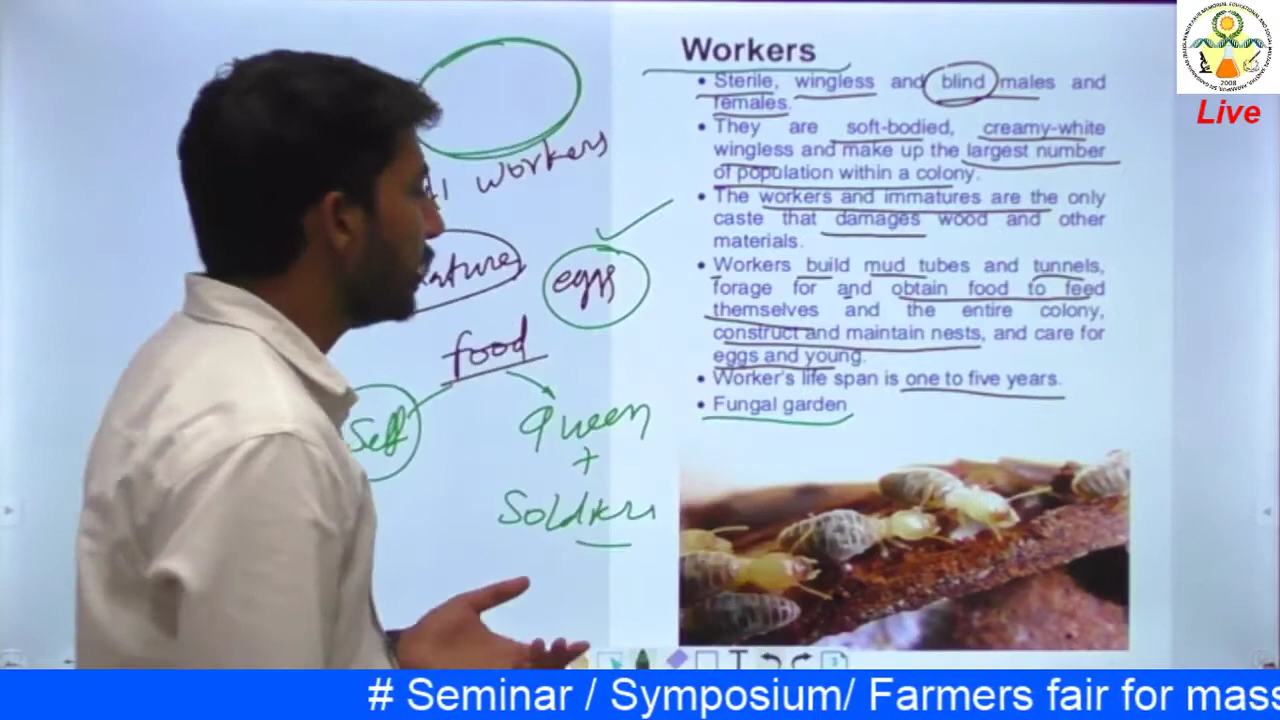 Workers
• Sterile, wingless and blind males and
females.
• They are soft-bodied, creamy-white
wingless and make up the largest number
of population within a colony.
• The workers and immatures are the only
caste that damages wood and other
materials.
• Workers build mud tubes and tunnels,
forage for and obtain food to feed
themselves and the entire colony,
construct and maintain nests, and care for
eggs and young.
• Worker's life span is one to five years.
• Fungal garden
workers
eggs
food
Self
Queen
+
Soldiers
2008
Live
# Seminar / Symposium/ Farmers fair for mass